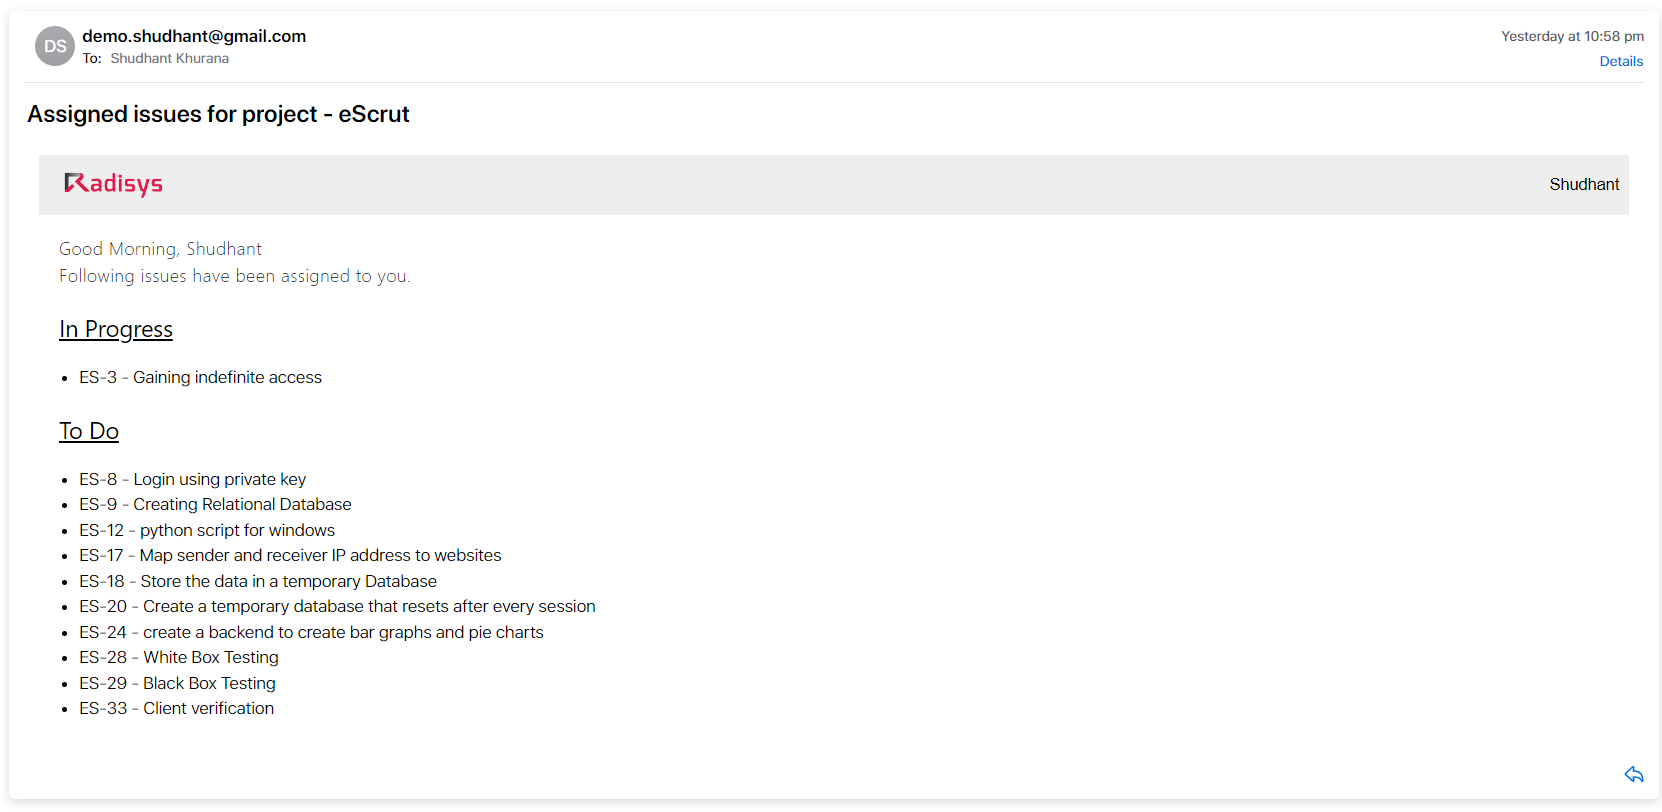 DS
demo.shudhant@gmail.com
Yesterday at 10:58 pm
To: Shudhant Khurana
Details
Assigned issues for project - eScrut
Radisys
Shudhant
Good Morning, Shudhant
Following issues have been assigned to you.
In Progress
• ES-3 - Gaining indefinite access
To Do
• ES-8 - Login using private key
• ES-9 - Creating Relational Database
• ES-12 - python script for windows
• ES-17 - Map sender and receiver IP address to websites
• ES-18 - Store the data in a temporary Database
• ES-20 - Create a temporary database that resets after every session
• ES-24 - create a backend to create bar graphs and pie charts
• ES-28 - White Box Testing
• ES-29 - Black Box Testing
• ES-33 - Client verification